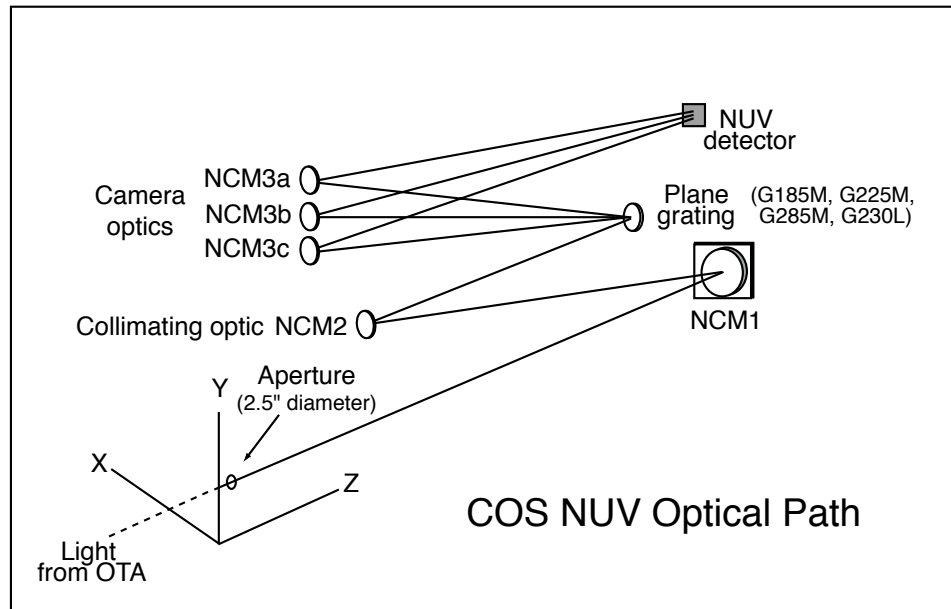 NUV
detector
NCM3a
Camera
optics
NCM3b
NCM3c
Plane
grating
(G185M, G225M,
G285M, G230L)
NCM1
Collimating optic NCM2
Aperture
(2.5" diameter)
Y
X
Z
COS NUV Optical Path
Light
from OTA